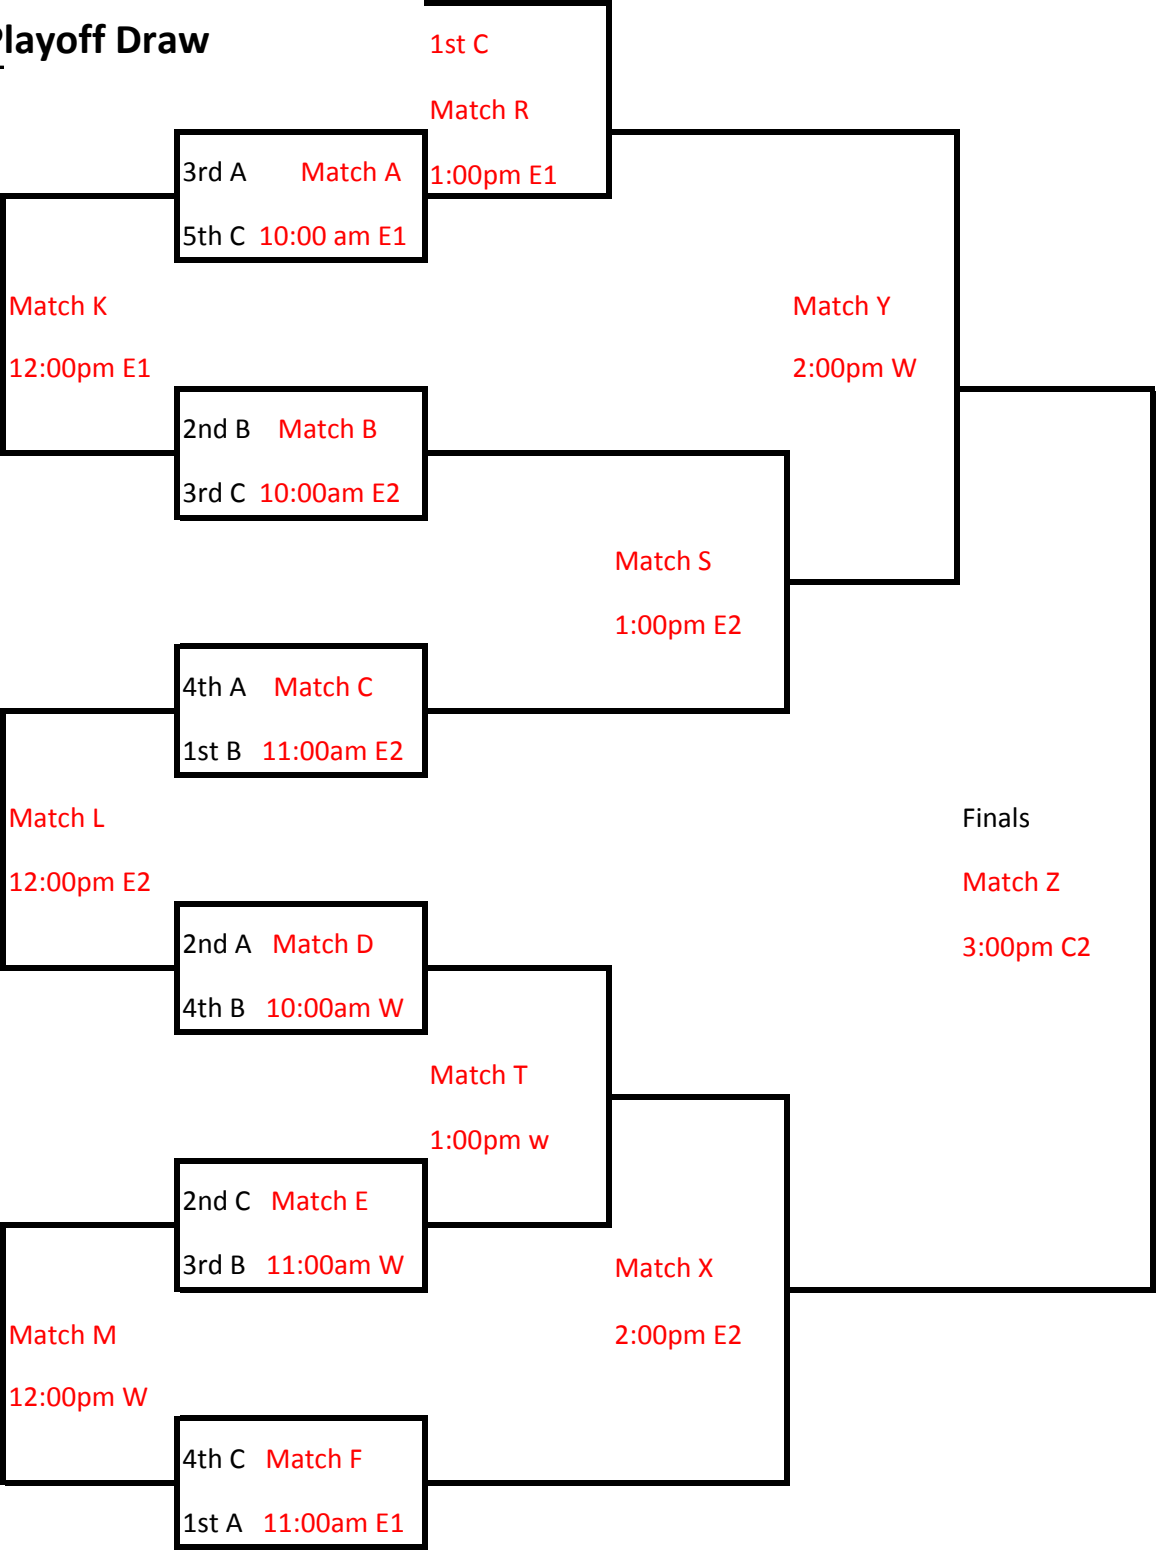 Playoff Draw
1st C
Match R
3rd A Match A 1:00pm E1
5th C 10:00 am E1
Match K Match Y
12:00pm E1 2:00pm W
2nd B Match B
3rd C 10:00am E2
Match S
1:00pm E2
4th A Match C
1st B 11:00am E2
Match L Finals
12:00pm E2 Match Z
2nd A Match D 3:00pm C2
4th B 10:00am W
Match T
1:00pm w
2nd C Match E
3rd B 11:00am W Match X
Match M 2:00pm E2
12:00pm W
4th C Match F
1st A 11:00am E1